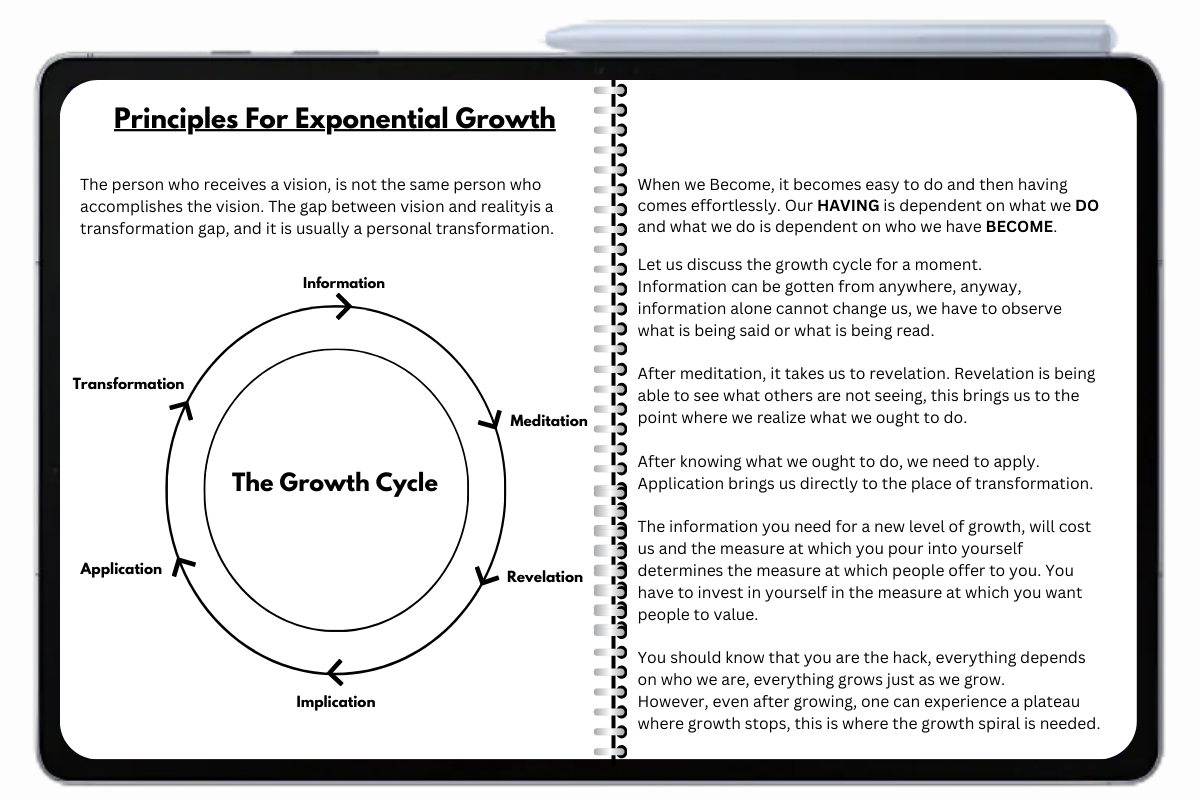 Principles For Exponential Growth
The person who receives a vision, is not the same person who
accomplishes the vision. The gap between vision and realityis a
transformation gap, and it is usually a personal transformation.
Information
Transformation
Meditation
The Growth Cycle
Application
Revelation
Implication
When we Become, it becomes easy to do and then having
comes effortlessly. Our HAVING is dependent on what we DO
and what we do is dependent on who we have BECOME.
Let us discuss the growth cycle for a moment.
Information can be gotten from anywhere, anyway,
information alone cannot change us, we have to observe
what is being said or what is being read.
After meditation, it takes us to revelation. Revelation is being
able to see what others are not seeing, this brings us to the
point where we realize what we ought to do.
After knowing what we ought to do, we need to apply.
Application brings us directly to the place of transformation.
The information you need for a new level of growth, will cost
us and the measure at which you pour into yourself
determines the measure at which people offer to you. You
have to invest in yourself in the measure at which you want
people to value.
You should know that you are the hack, everything depends
on who we are, everything grows just as we grow.
However, even after growing, one can experience a plateau
where growth stops, this is where the growth spiral is needed.